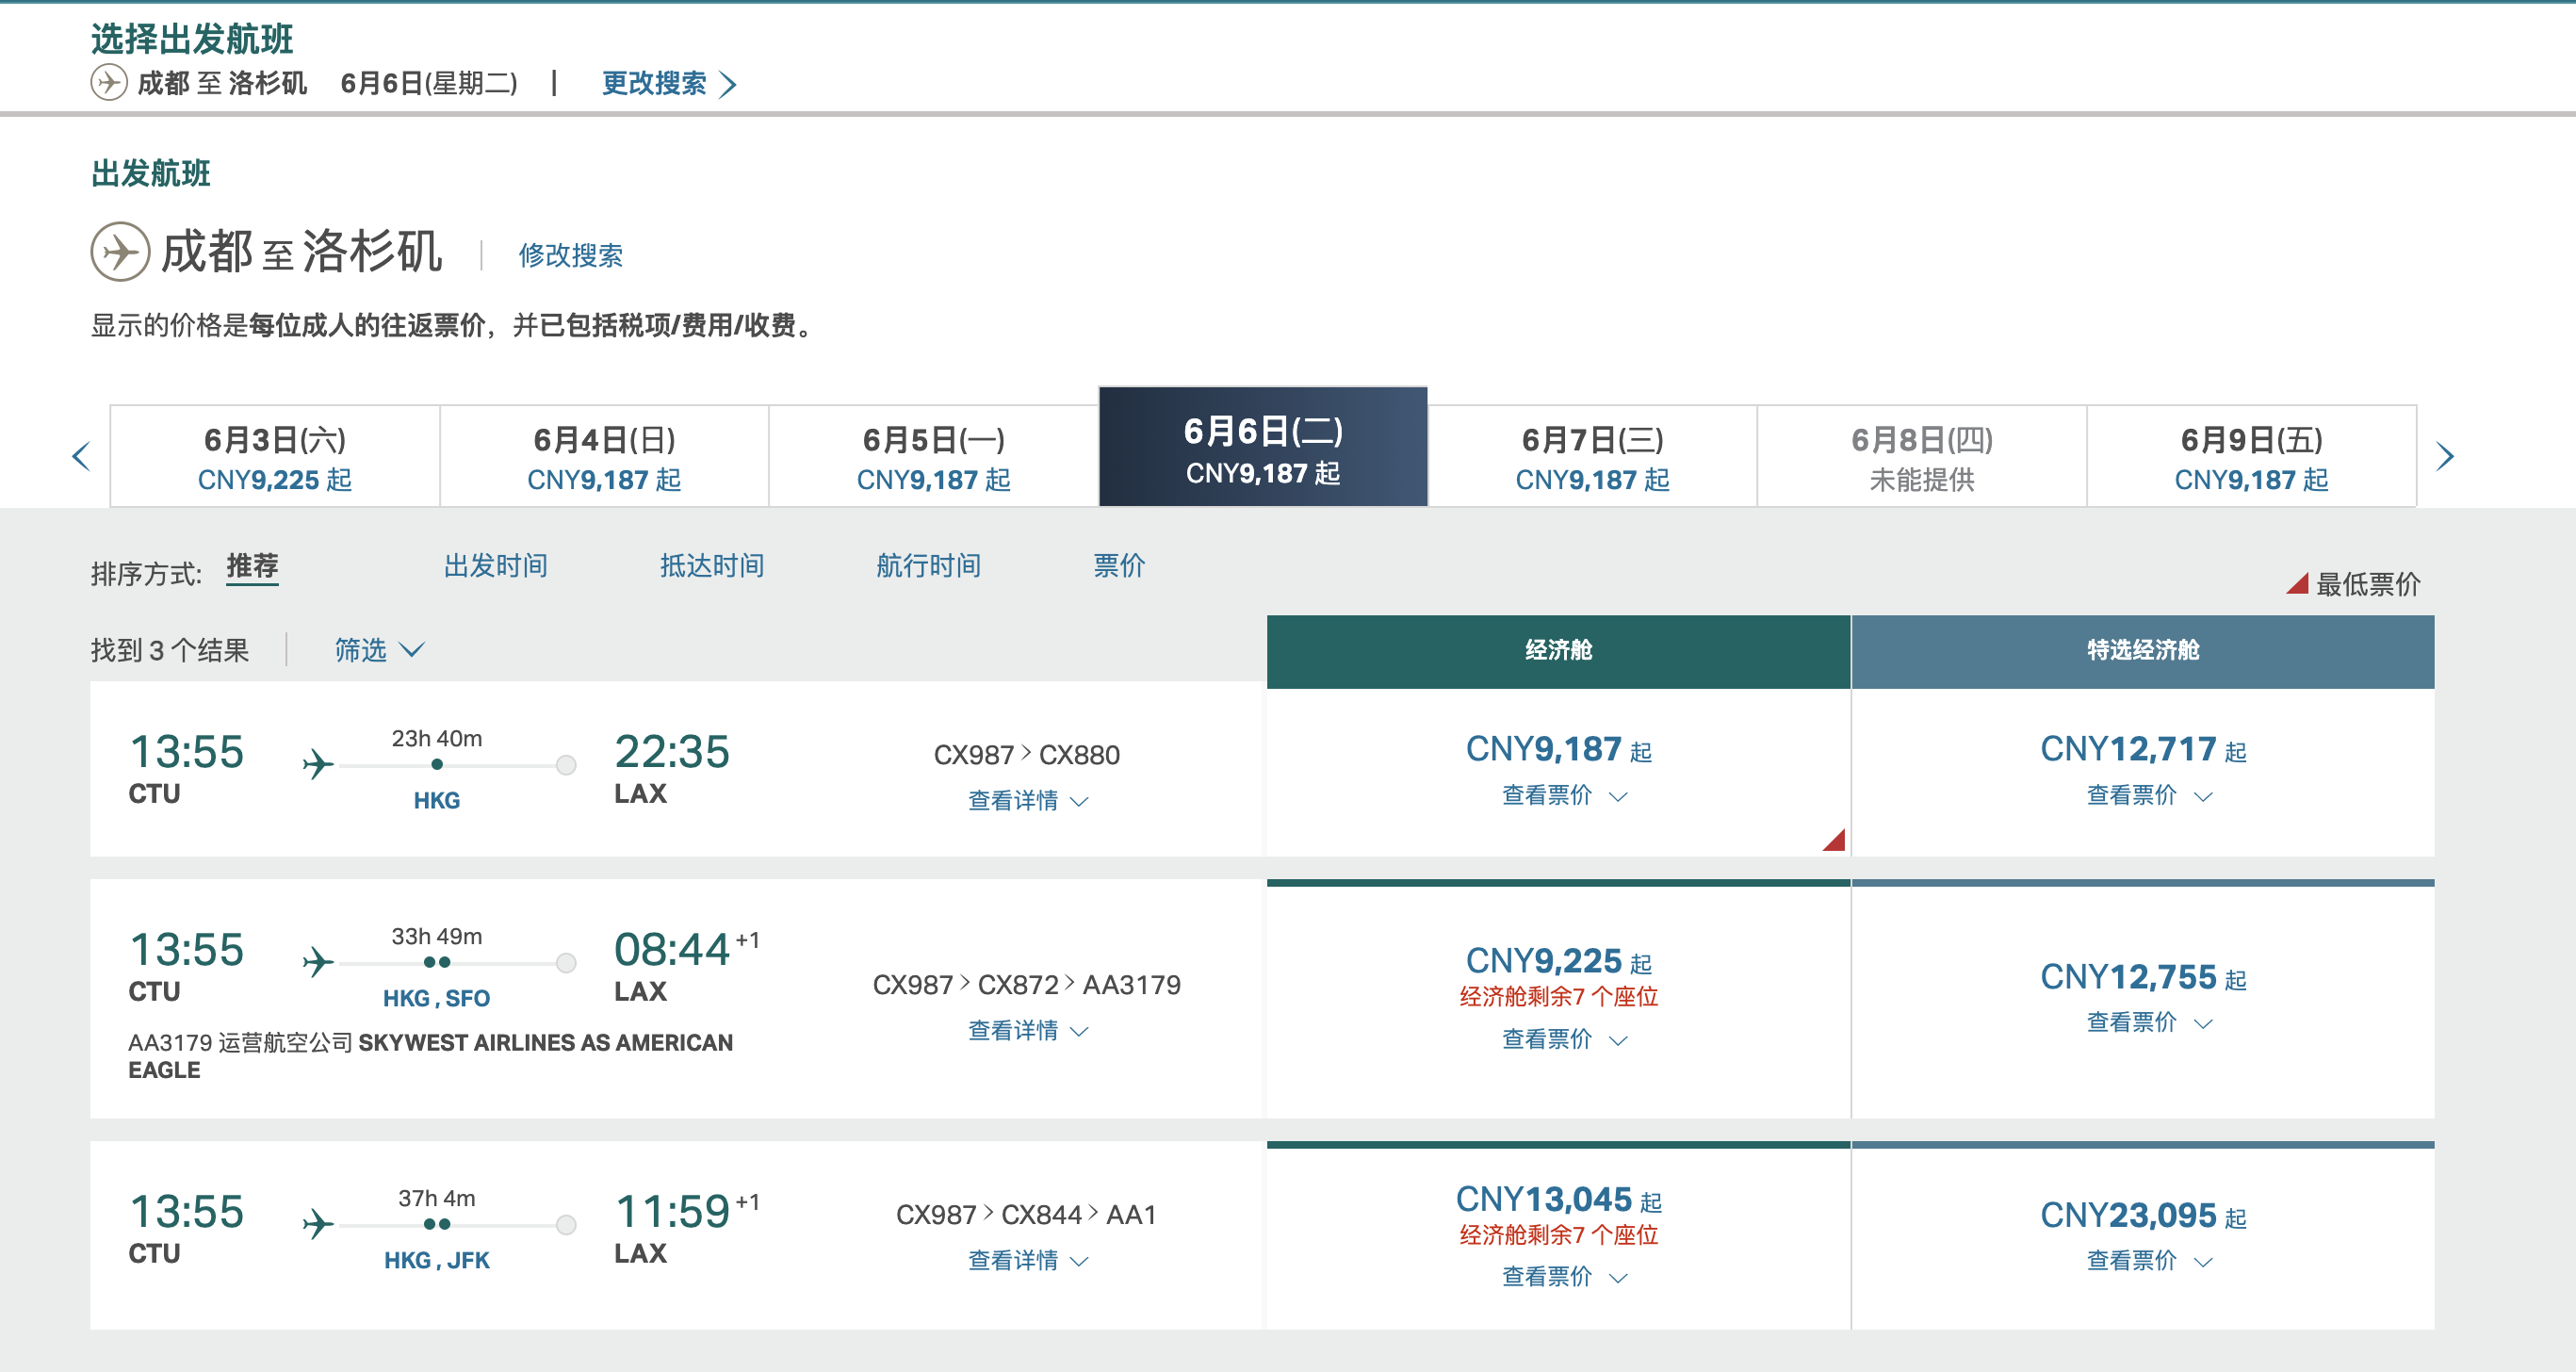 选择出发航班
成都 至 洛杉矶 6月6日(星期二) | 更改搜索
出发航班
成都 至 洛杉矶 | 修改搜索
显示的价格是每位成人的往返票价，并已包括税项/费用/收费。
6月3日(六) 6月4日(日) 6月5日(一) 6月6日(二) 6月7日(三) 6月8日(四) 6月9日(五)
CNY9,225 起 CNY9,187 起 CNY9,187 起 CNY9,187 起 CNY9,187 起 未能提供 CNY9,187 起
排序方式: 推荐 出发时间 抵达时间 航行时间 票价
最低票价
找到 3 个结果 筛选 经济舱 特选经济舱
13:55 23h 40m 22:35 CX987 > CX880 CNY9,187 起 CNY12,717 起
CTU HKG LAX 查看详情 查看票价 查看票价
13:55 33h 49m 08:44 +1 CX987 > CX872 > AA3179 CNY9,225 起 CNY12,755 起
CTU HKG , SFO LAX 查看详情 经济舱剩余7 个座位 查看票价
AA3179 运营航空公司 SKYWEST AIRLINES AS AMERICAN 查看票价
EAGLE
13:55 37h 4m 11:59 +1 CX987 > CX844 > AA1 CNY13,045 起 CNY23,095 起
CTU HKG , JFK LAX 查看详情 经济舱剩余7 个座位 查看票价
查看票价